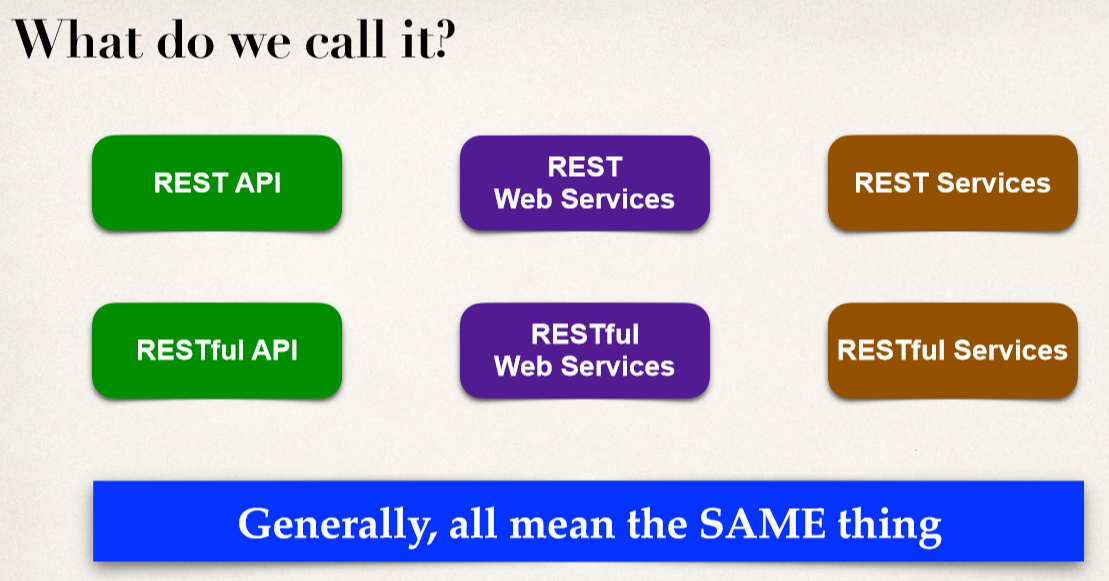 What do we call it?
REST API
REST
Web Services
REST Services
RESTful API
RESTful
Web Services
RESTful Services
Generally, all mean the SAME thing